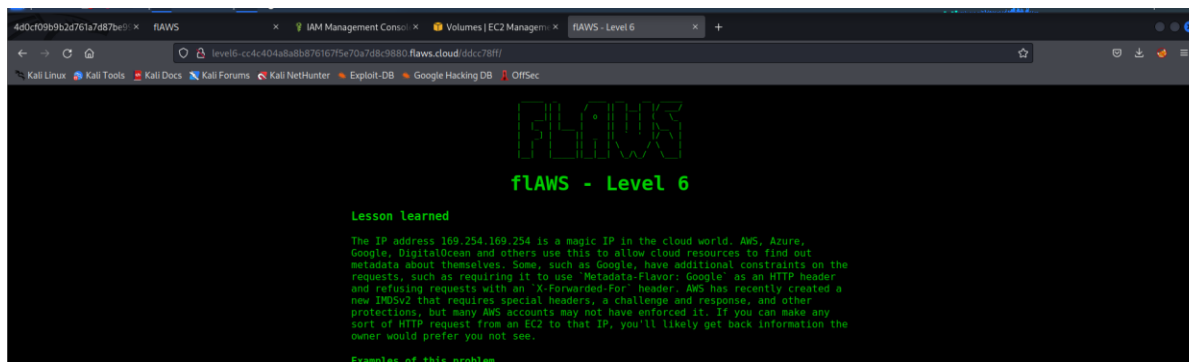 4d0cf09b9b2d761a7d87be9 flAWS IAM Management Consol Volumes | EC2 Managem flAWS - Level 6
level6-cc4c404a8a8b876167f5e70a7d8c9880.flaws.cloud/ddcc78ff/
Kali Linux Kali Tools Kali Docs Kali Forums Kali NetHunter Exploit-DB Google Hacking DB OffSec
FLAWS
flAWS - Level 6
Lesson learned
The IP address 169.254.169.254 is a magic IP in the cloud world. AWS, Azure,
Google, DigitalOcean and others use this to allow cloud resources to find out
metadata about themselves. Some, such as Google, have additional constraints on the
requests, such as requiring it to use `Metadata-Flavor: Google` as an HTTP header
and refusing requests with an `X-Forwarded-For` header. AWS has recently created a
new IMDSv2 that requires special headers, a challenge and response, and other
protections, but many AWS accounts may not have enforced it. If you can make any
sort of HTTP request from an EC2 to that IP, you'll likely get back information the
owner would prefer you not see.
Examples of this problem